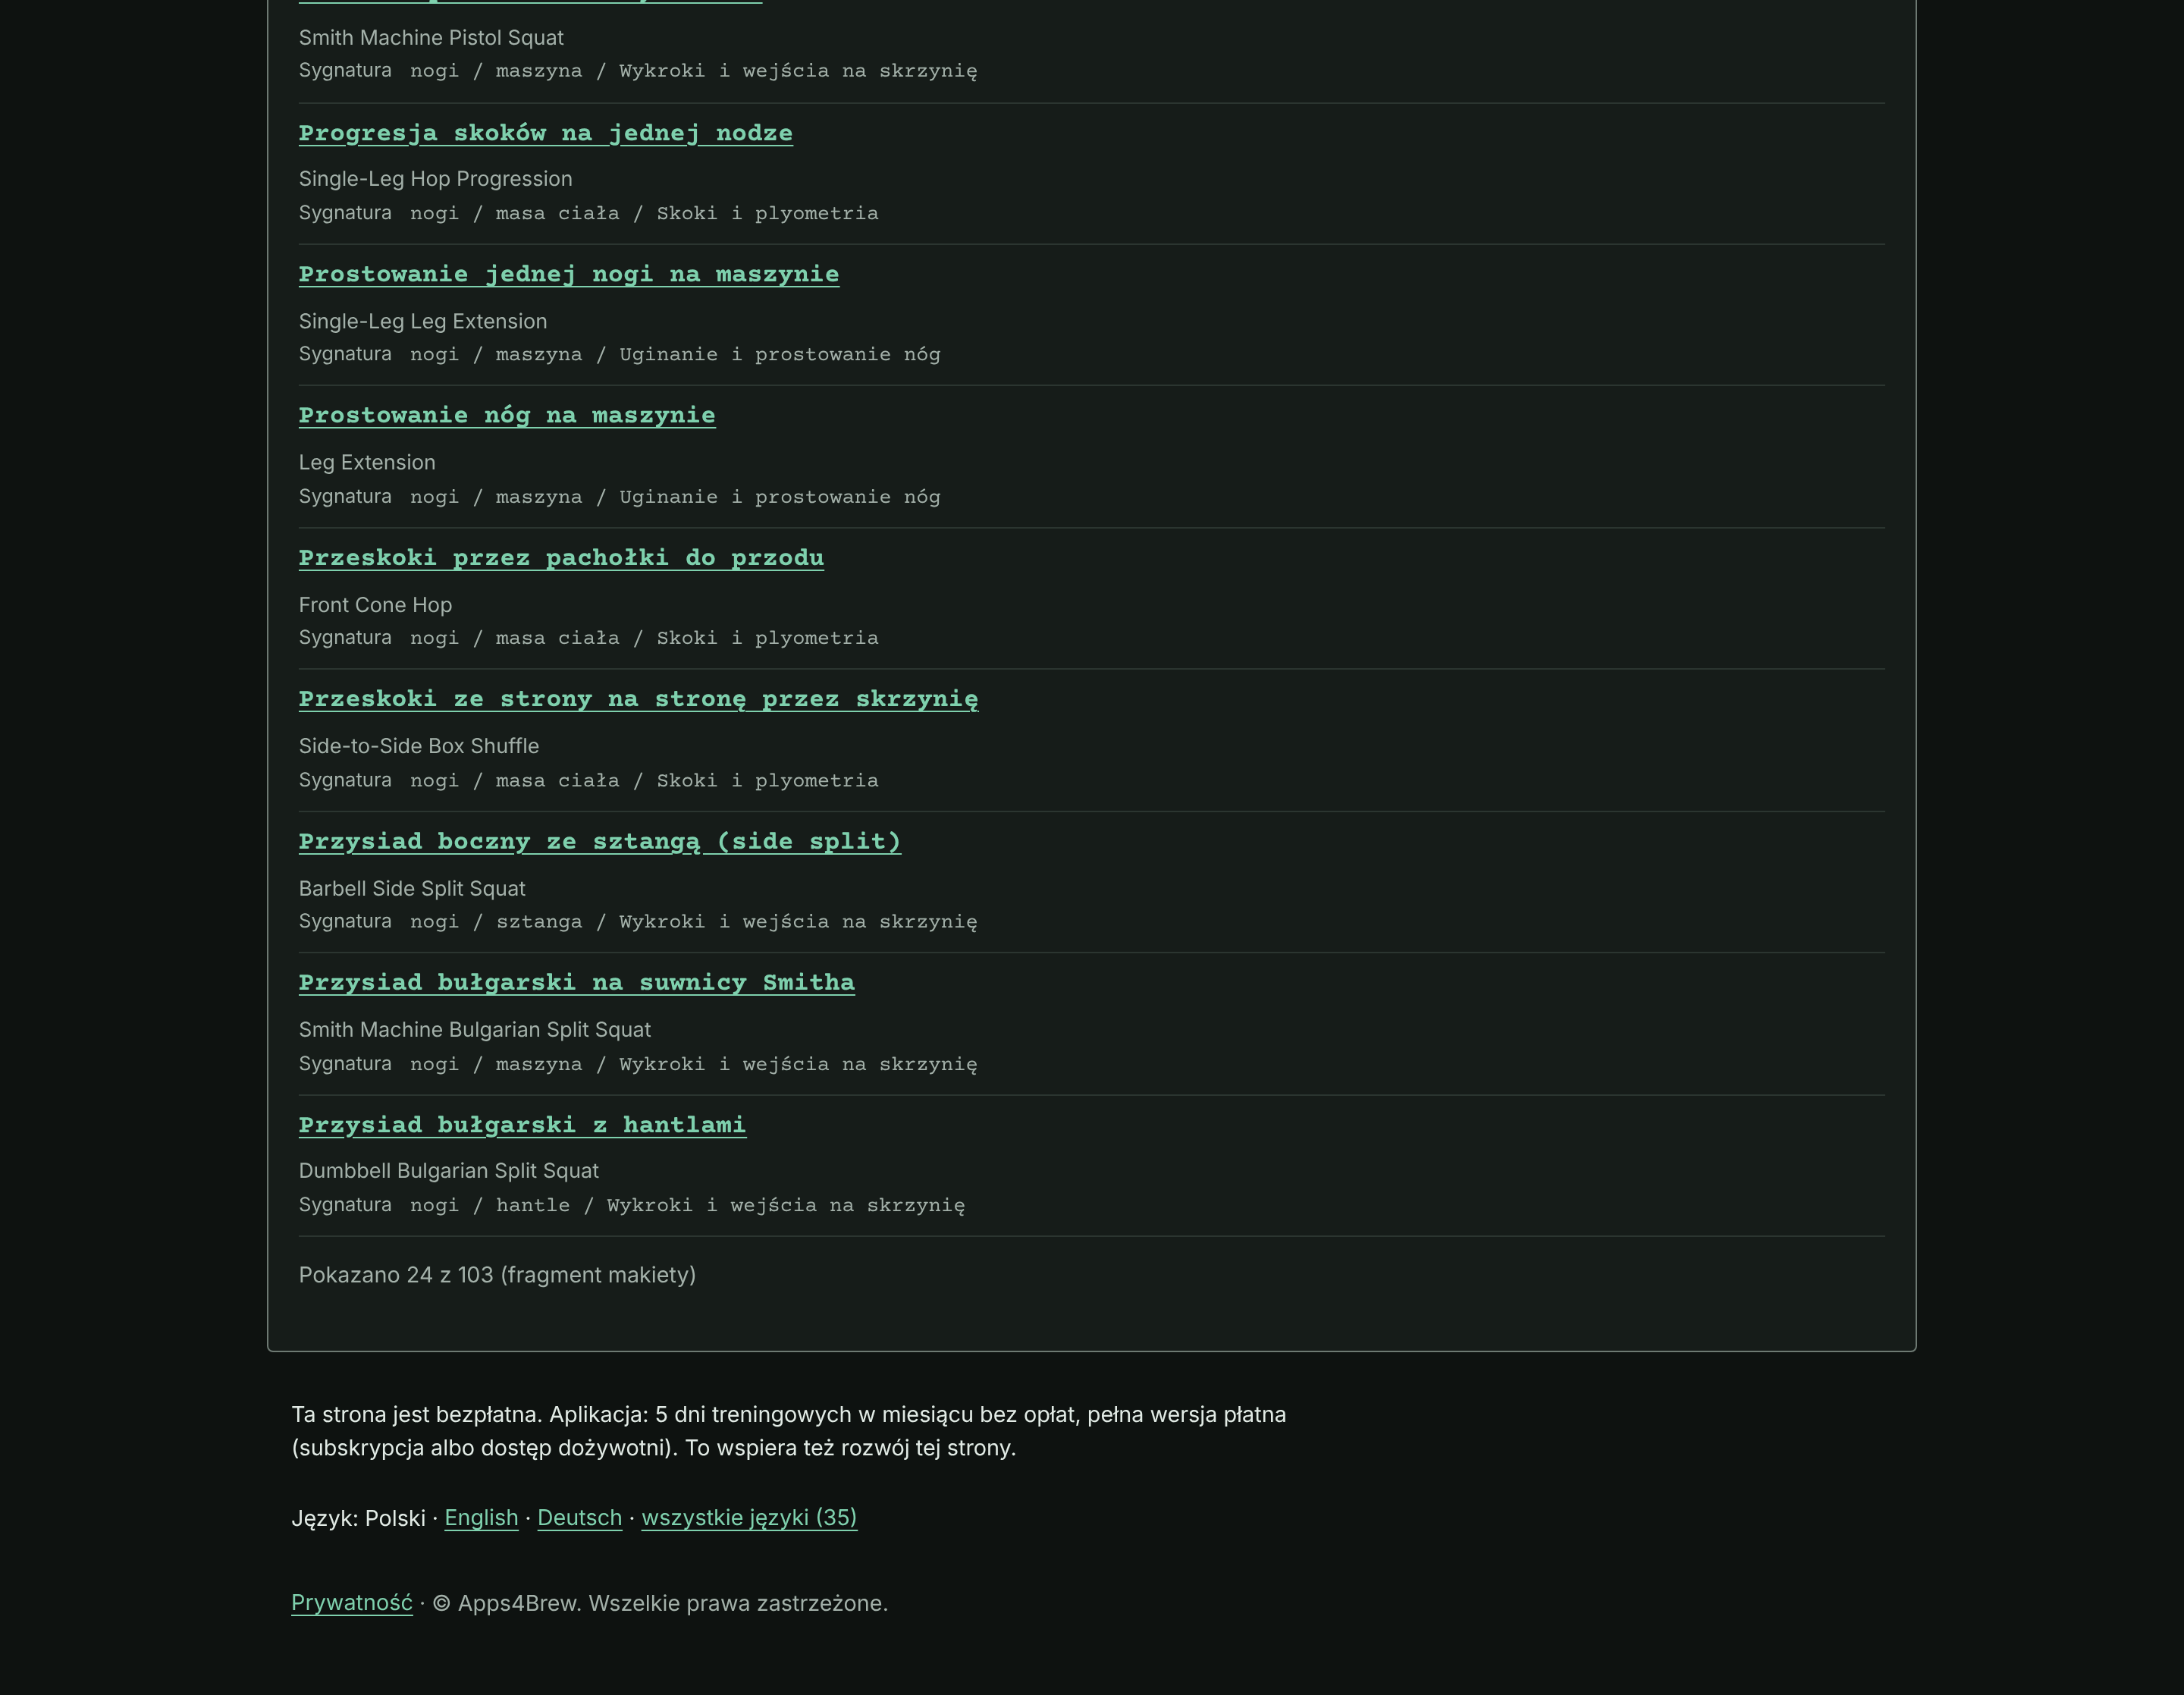 Smith Machine Pistol Squat
Sygnatura nogi / maszyna / Wykroki i wejścia na skrzynię
Progresja skoków na jednej nodze
Single-Leg Hop Progression
Sygnatura nogi / masa ciała / Skoki i plyometria
Prostowanie jednej nogi na maszynie
Single-Leg Leg Extension
Sygnatura nogi / maszyna / Uginanie i prostowanie nóg
Prostowanie nóg na maszynie
Leg Extension
Sygnatura nogi / maszyna / Uginanie i prostowanie nóg
Przeskoki przez pachołki do przodu
Front Cone Hop
Sygnatura nogi / masa ciała / Skoki i plyometria
Przeskoki ze strony na stronę przez skrzynię
Side-to-Side Box Shuffle
Sygnatura nogi / masa ciała / Skoki i plyometria
Przysiad boczny ze sztangą (side split)
Barbell Side Split Squat
Sygnatura nogi / sztanga / Wykroki i wejścia na skrzynię
Przysiad bułgarski na suwnicy Smitha
Smith Machine Bulgarian Split Squat
Sygnatura nogi / maszyna / Wykroki i wejścia na skrzynię
Przysiad bułgarski z hantlami
Dumbbell Bulgarian Split Squat
Sygnatura nogi / hantle / Wykroki i wejścia na skrzynię
Pokazano 24 z 103 (fragment makiety)
Ta strona jest bezpłatna. Aplikacja: 5 dni treningowych w miesiącu bez opłat, pełna wersja płatna
(subskrypcja albo dostęp dożywotni). To wspiera też rozwój tej strony.
Język: Polski · English · Deutsch · wszystkie języki (35)
Prywatność · © Apps4Brew. Wszelkie prawa zastrzeżone.